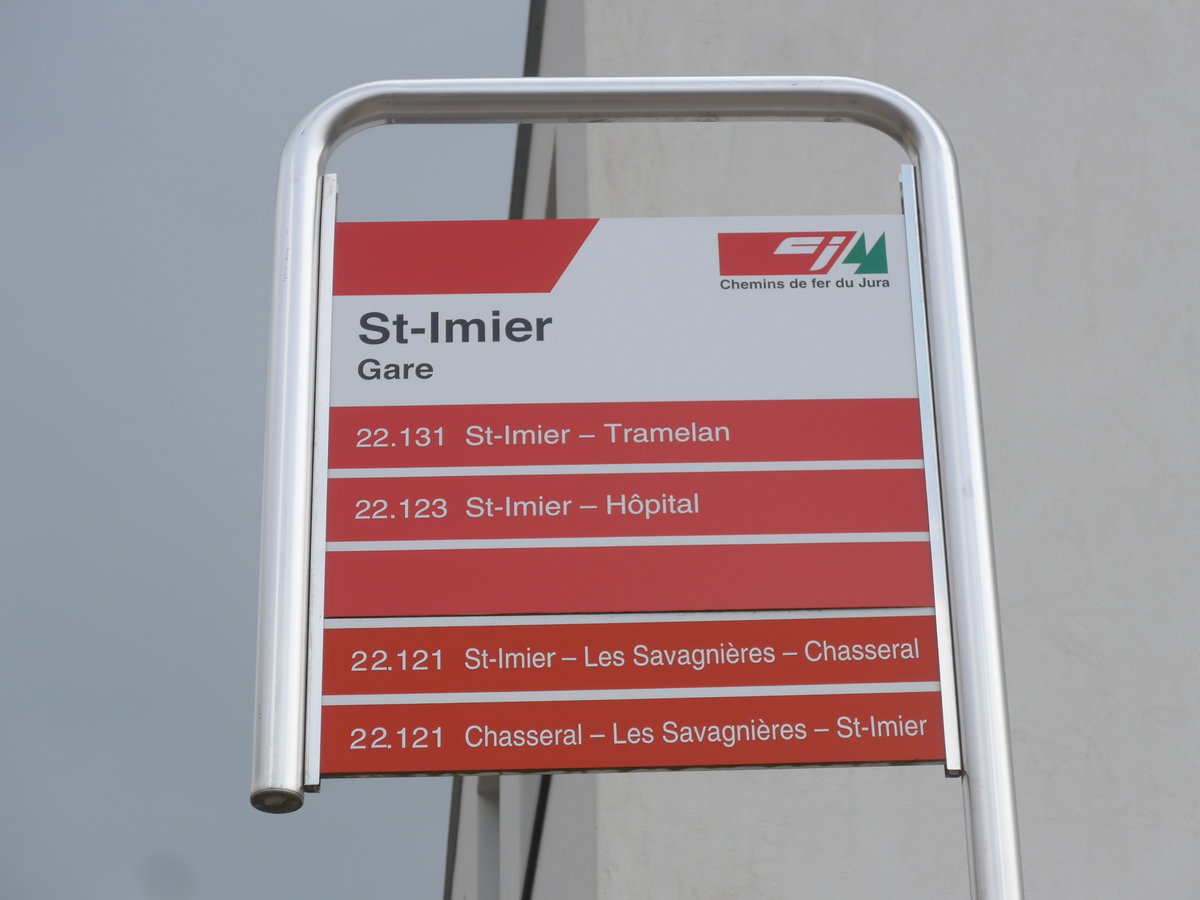 CJ
Chemins de fer du Jura
St-Imier
Gare
22.131 St-Imier – Tramelan
22.123 St-Imier – Hôpital
22.121 St-Imier – Les Savagnières – Chasseral
22.121 Chasseral – Les Savagnières – St-Imier